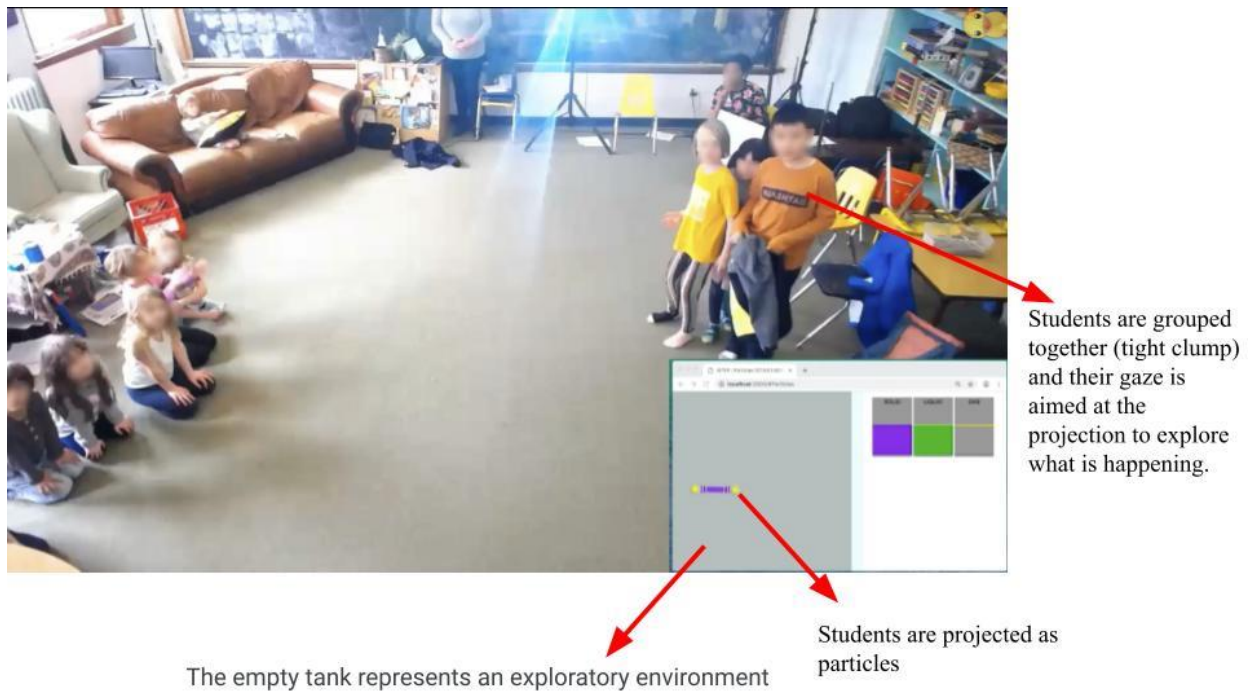 Students are grouped
together (tight clump)
and their gaze is
aimed at the
projection to explore
what is happening.
SOLID LIQUID GAS
Students are projected as
particles
The empty tank represents an exploratory environment